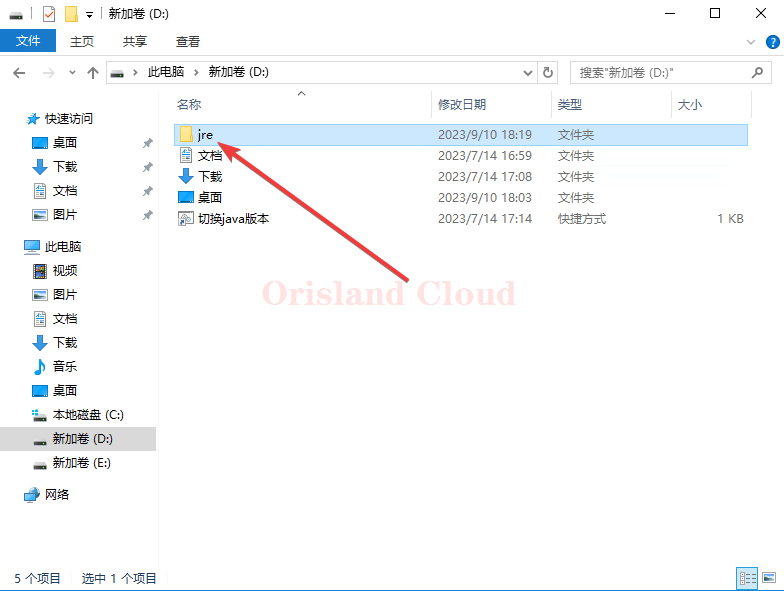 新加卷 (D:)
文件 主页 共享 查看
此电脑 新加卷 (D:) 搜索"新加卷 (D:)"
名称 修改日期 类型 大小
jre 2023/9/10 18:19 文件夹
文档 2023/7/14 16:59 文件夹
下载 2023/7/14 17:08 文件夹
桌面 2023/9/10 18:03 文件夹
切换java版本 2023/7/14 17:14 快捷方式 1 KB
快速访问
桌面
下载
文档
图片
此电脑
视频
图片
文档
下载
音乐
桌面
本地磁盘 (C:)
新加卷 (D:)
新加卷 (E:)
网络
Orisland Cloud
5 个项目 选中 1 个项目